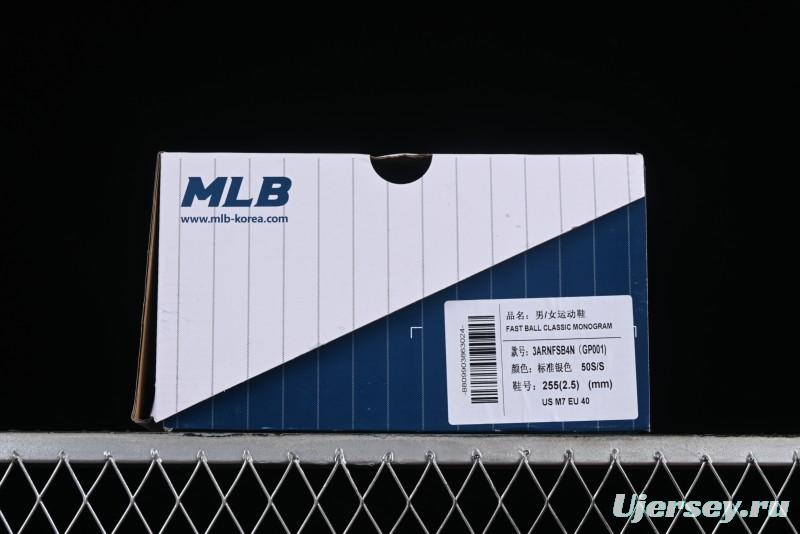 MLB
www.mlb-korea.com
品名: 男/女运动鞋
FAST BALL CLASSIC MONOGRAM
款号: 3ARNFSB4N (GP001)
颜色: 标准银色 50S/S
鞋号: 255(2.5) (mm)
US M7 EU 40
-8809903863024-
Ujersey.ru